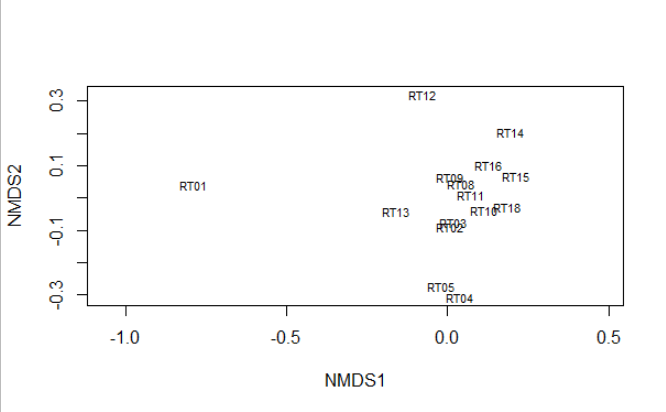 0.3
0.1
-0.1
-0.3
NMDS2
RT12
RT14
RT16
RT09
RT15
RT08
RT01
RT11
RT18
RT10
RT13
RT03
RT02
RT05
RT04
-1.0 -0.5 0.0 0.5
NMDS1